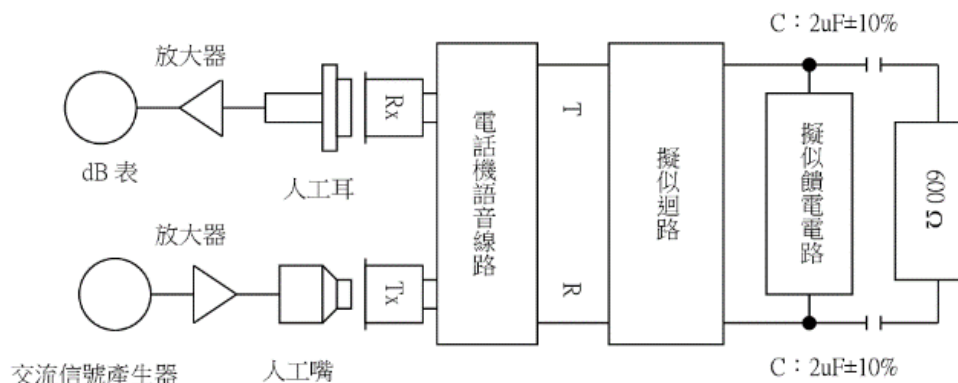 C：2uF±10%
放大器
dB 表
人工耳
Rx
電話機語音線路
T
R
擬似迴路
擬似饋電電路
600 Ω
放大器
Tx
交流信號產生器
人工嘴
C：2uF±10%